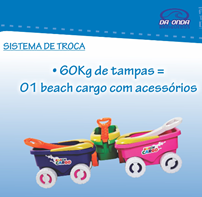 DA ONDA
SISTEMA DE TROCA
• 60Kg de tampas =
01 beach cargo com acessórios